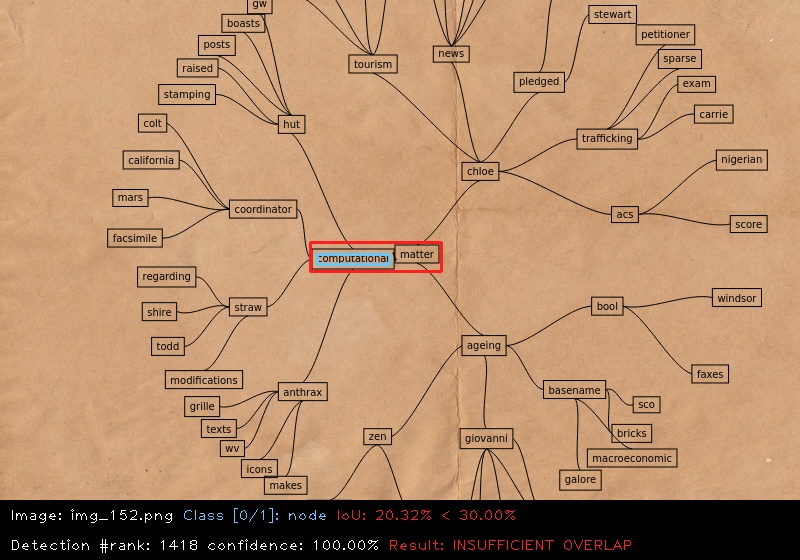 gw
boasts
stewart
petitioner
posts
news
tourism
sparse
raised
pledged
exam
stamping
carrie
colt
hut
trafficking
california
nigerian
chloe
mars
coordinator
acs
score
facsimile
computational
matter
regarding
windsor
shire
straw
bool
todd
ageing
modifications
faxes
anthrax
basename
grille
sco
texts
zen
giovanni
bricks
wv
macroeconomic
icons
galore
makes
Image: img_152.png Class [0/1]: node IoU: 20.32% < 30.00%
Detection #rank: 1418 confidence: 100.00% Result: INSUFFICIENT OVERLAP